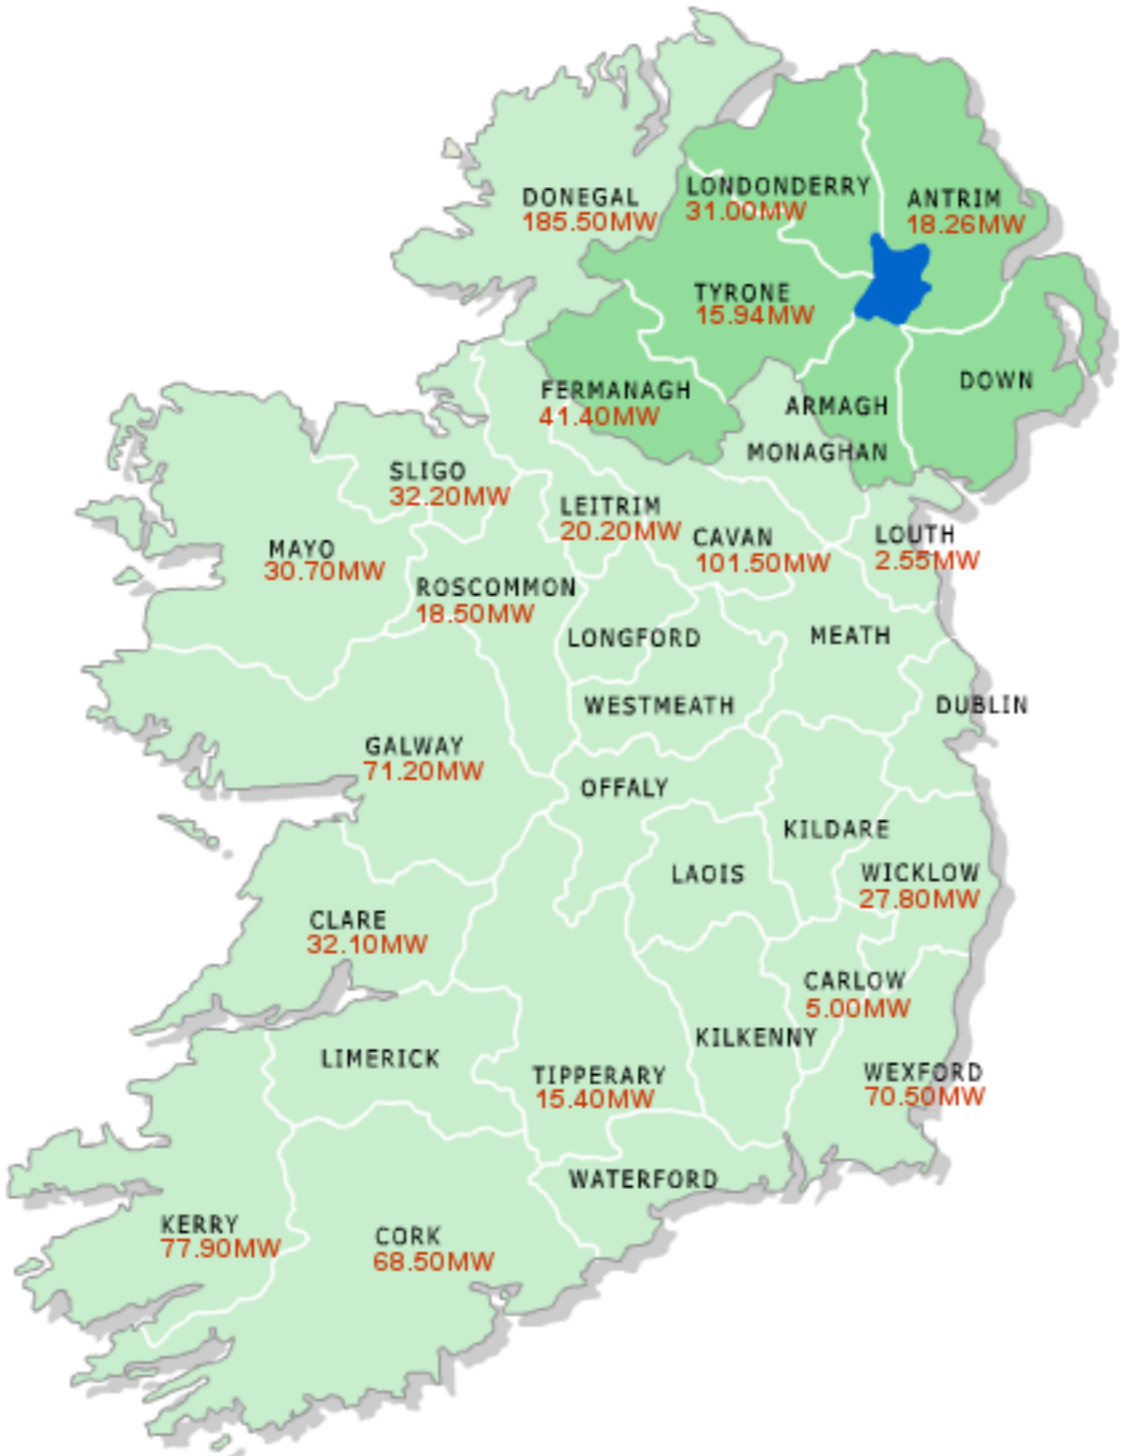 DONEGAL
185.50MW
LONDONDERRY
31.00MW
ANTRIM
18.26MW
TYRONE
15.94MW
FERMANAGH
41.40MW
DOWN
ARMAGH
MONAGHAN
SLIGO
32.20MW
LEITRIM
20.20MW
CAVAN
101.50MW
LOUTH
2.55MW
MAYO
30.70MW
ROSCOMMON
18.50MW
LONGFORD
MEATH
WESTMEATH
DUBLIN
GALWAY
71.20MW
OFFALY
KILDARE
LAOIS
WICKLOW
27.80MW
CLARE
32.10MW
CARLOW
5.00MW
KILKENNY
LIMERICK
TIPPERARY
15.40MW
WEXFORD
70.50MW
WATERFORD
KERRY
77.90MW
CORK
68.50MW